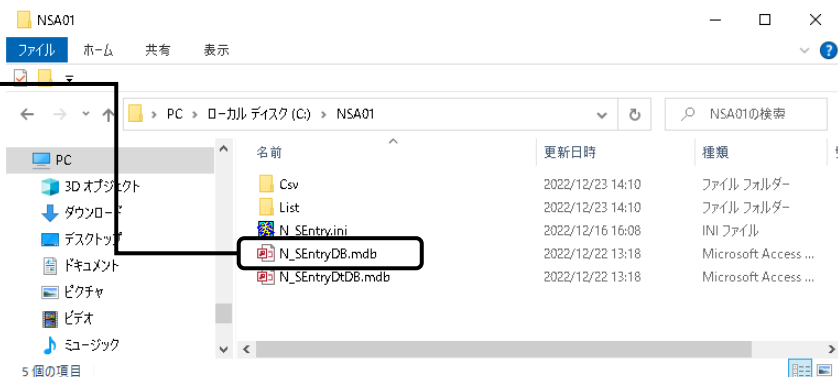 NSA01
ファイル ホーム 共有 表示
PC › ローカル ディスク (C:) › NSA01
NSA01の検索
名前 更新日時 種類
PC
3D オブジェクト
ダウンロード
デスクトップ
ドキュメント
ピクチャ
ビデオ
ミュージック
Csv 2022/12/23 14:10 ファイル フォルダー
List 2022/12/23 14:10 ファイル フォルダー
N_SEntry.ini 2022/12/16 16:08 INI ファイル
N_SEntryDB.mdb 2022/12/22 13:18 Microsoft Access ...
N_SEntryDtDB.mdb 2022/12/22 13:18 Microsoft Access ...
5 個の項目